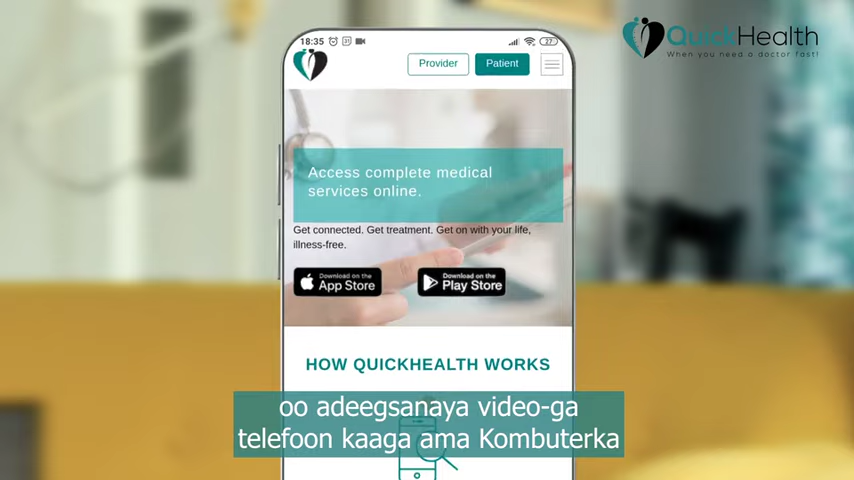 18:35
27
QuickHealth
When you need a doctor fast!
Provider
Patient
Access complete medical
services online.
Get connected. Get treatment. Get on with your life,
illness-free.
Download on the
App Store
Download on the
Play Store
HOW QUICKHEALTH WORKS
oo adeegsanaya video-ga
telefoon kaaga ama Kombuterka